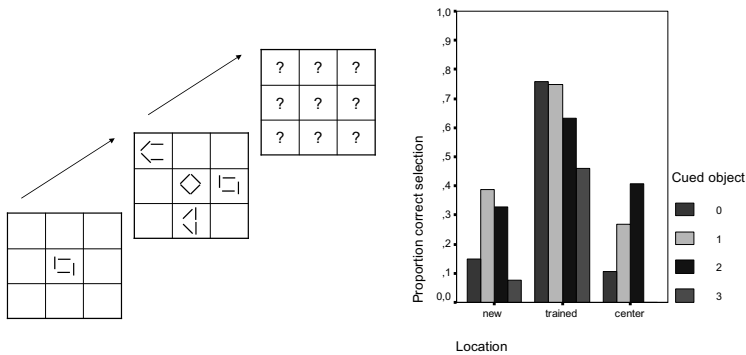 ? ? ?
? ? ?
? ? ?
Proportion correct selection
1,0
,9
,8
,7
,6
,5
,4
,3
,2
,1
0,0
new trained center
Location
Cued object
0
1
2
3